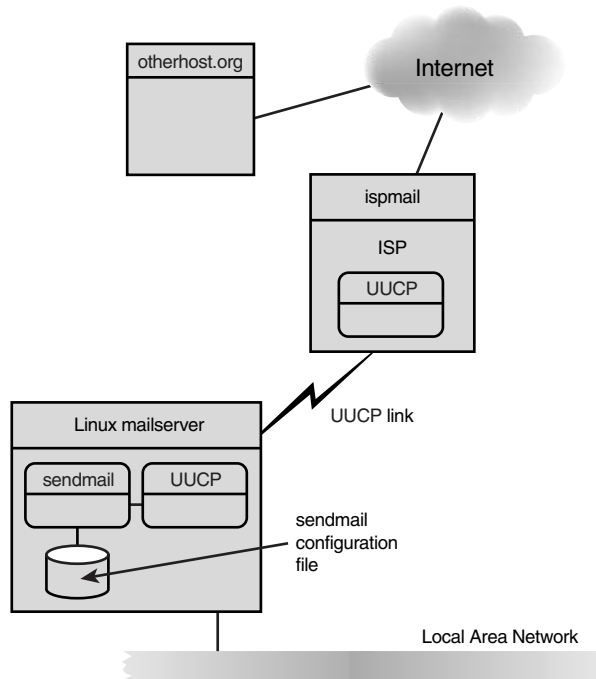 otherhost.org
Internet
ispmail
ISP
UUCP
UUCP link
Linux mailserver
sendmail
UUCP
sendmail
configuration
file
Local Area Network